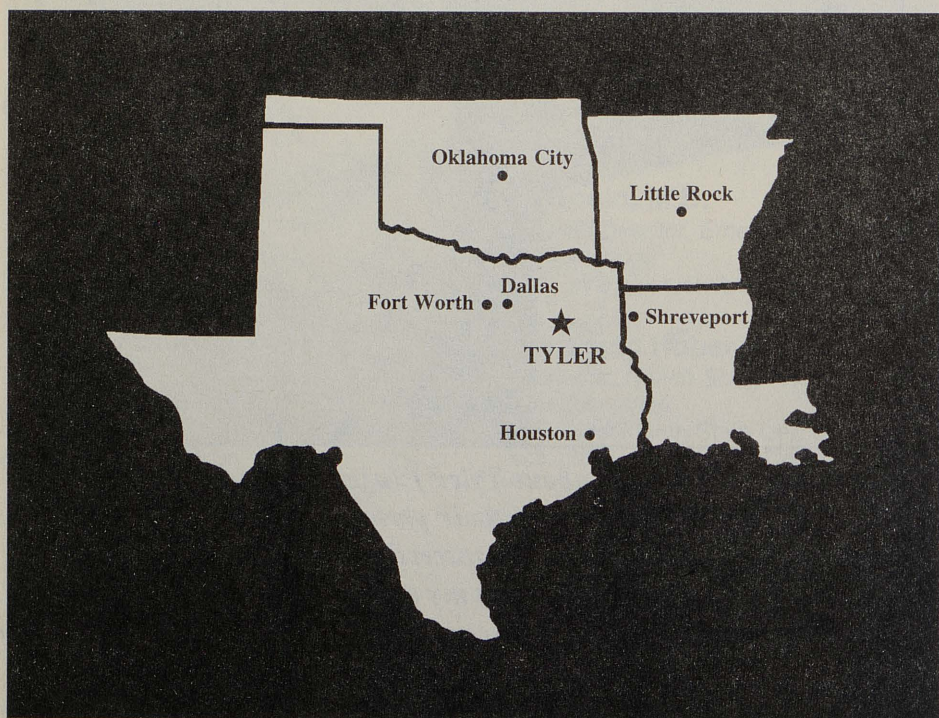 Oklahoma City
Little Rock
Dallas
Fort Worth
Shreveport
TYLER
Houston